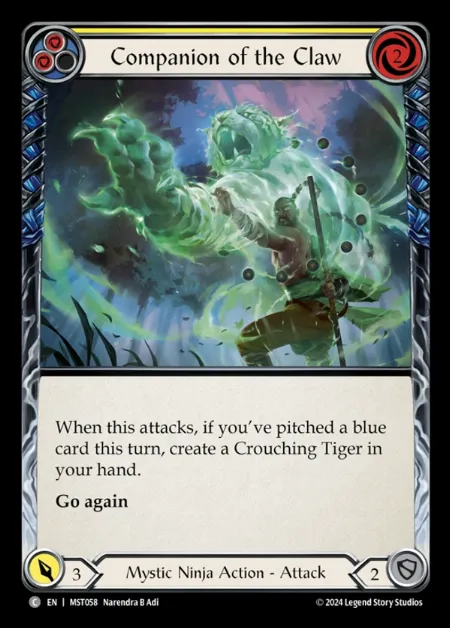 Companion of the Claw
2
When this attacks, if you've pitched a blue
card this turn, create a Crouching Tiger in
your hand.
Go again
3
Mystic Ninja Action - Attack
2
C EN | MST058 Narendra B Adi
© 2024 Legend Story Studios